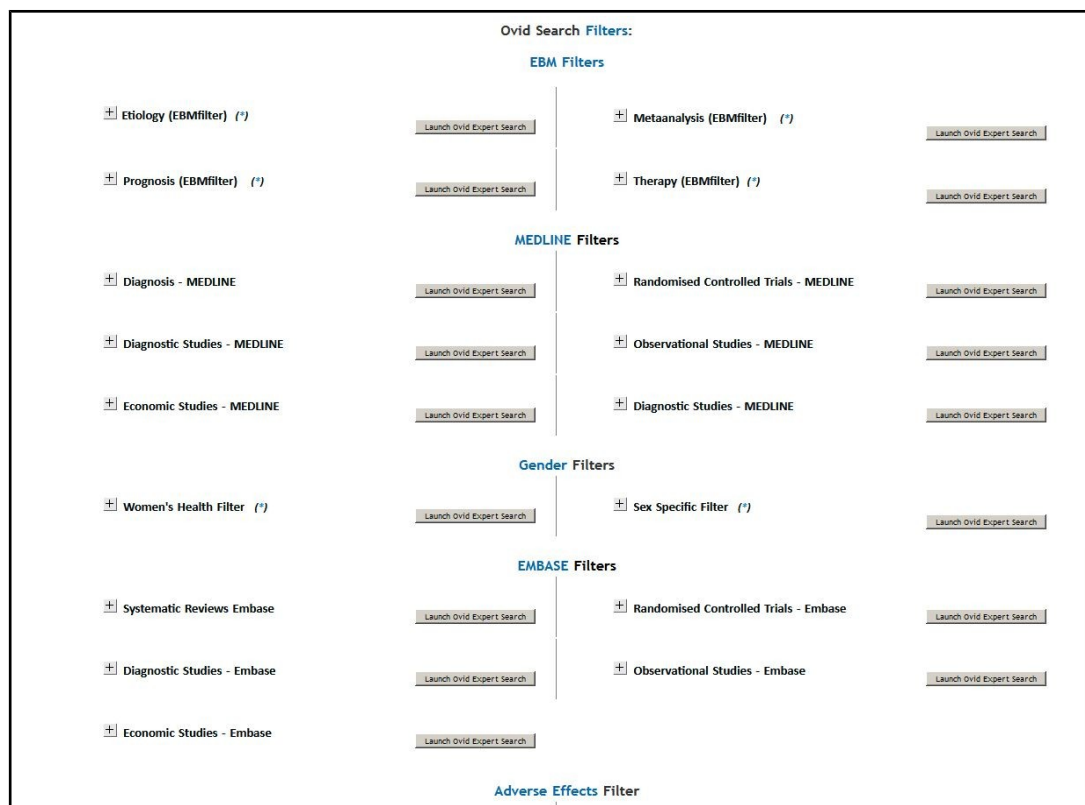 Ovid Search Filters:
EBM Filters
Etiology (EBMfilter) (*)
Launch Ovid Expert Search
Metaanalysis (EBMfilter) (*)
Launch Ovid Expert Search
Prognosis (EBMfilter) (*)
Launch Ovid Expert Search
Therapy (EBMfilter) (*)
Launch Ovid Expert Search
MEDLINE Filters
Diagnosis - MEDLINE
Launch Ovid Expert Search
Randomised Controlled Trials - MEDLINE
Launch Ovid Expert Search
Diagnostic Studies - MEDLINE
Launch Ovid Expert Search
Observational Studies - MEDLINE
Launch Ovid Expert Search
Economic Studies - MEDLINE
Launch Ovid Expert Search
Diagnostic Studies - MEDLINE
Launch Ovid Expert Search
Gender Filters
Women's Health Filter (*)
Launch Ovid Expert Search
Sex Specific Filter (*)
Launch Ovid Expert Search
EMBASE Filters
Systematic Reviews Embase
Launch Ovid Expert Search
Randomised Controlled Trials - Embase
Launch Ovid Expert Search
Diagnostic Studies - Embase
Launch Ovid Expert Search
Observational Studies - Embase
Launch Ovid Expert Search
Economic Studies - Embase
Launch Ovid Expert Search
Adverse Effects Filter